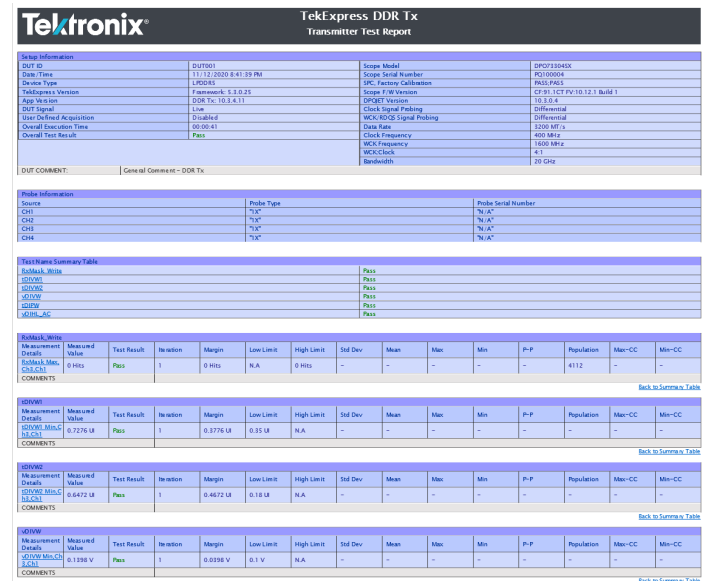 Tektronix®
TekExpress DDR Tx
Transmitter Test Report
Setup Information
DUT ID DUT001 Scope Model DPO73304SX
Date/Time 11/12/2020 8:41:39 PM Scope Serial Number PQ100004
Device Type LPDDR5 SPC, Factory Calibration PASS;PASS
TekExpress Version Framework: 5.3.0.25 Scope F/W Version CF:91.1CT FV:10.12.1 Build 1
App Version DDR Tx: 10.3.4.11 DPOJET Version 10.3.0.4
DUT Signal Live Clock Signal Probing Differential
User Defined Acquisition Disabled WCK/RDQS Signal Probing Differential
Overall Execution Time 00:00:41 Data Rate 3200 MT/s
Overall Test Result Pass Clock Frequency 400 MHz
WCK Frequency 1600 MHz
WCK:Clock 4:1
Bandwidth 20 GHz
DUT COMMENT: General Comment - DDR Tx
Probe Information
Source Probe Type Probe Serial Number
CH1 "1X" "N/A"
CH2 "1X" "N/A"
CH3 "1X" "N/A"
CH4 "1X" "N/A"
Test Name Summary Table
RxMask_Write Pass
tDIVW1 Pass
tDIVW2 Pass
vDIVW Pass
tDIPW Pass
vDIHL_AC Pass
RxMask_Write
Measurement Details Measured Value Test Result Iteration Margin Low Limit High Limit Std Dev Mean Max Min P-P Population Max-CC Min-CC
RxMask Max, Ch3,Ch1 0 Hits Pass 1 0 Hits N.A 0 Hits - - - - - 4112 - -
COMMENTS
Back to Summary Table
tDIVW1
Measurement Details Measured Value Test Result Iteration Margin Low Limit High Limit Std Dev Mean Max Min P-P Population Max-CC Min-CC
tDIVW1 Min,Ch3,Ch1 0.7276 UI Pass 1 0.3776 UI 0.35 UI N.A - - - - - - - -
COMMENTS
Back to Summary Table
tDIVW2
Measurement Details Measured Value Test Result Iteration Margin Low Limit High Limit Std Dev Mean Max Min P-P Population Max-CC Min-CC
tDIVW2 Min,Ch3,Ch1 0.6472 UI Pass 1 0.4672 UI 0.18 UI N.A - - - - - - - -
COMMENTS
Back to Summary Table
vDIVW
Measurement Details Measured Value Test Result Iteration Margin Low Limit High Limit Std Dev Mean Max Min P-P Population Max-CC Min-CC
vDIVW Min,Ch3,Ch1 0.1398 V Pass 1 0.0398 V 0.1 V N.A - - - - - - - -
COMMENTS
Back to Summary Table